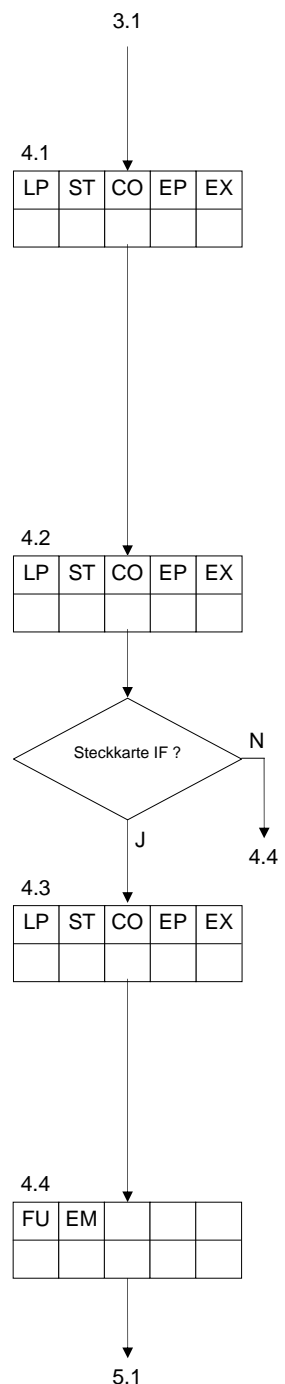 3.1
4.1
LP ST CO EP EX
4.2
LP ST CO EP EX
Steckkarte IF ?
N
J
4.4
4.3
LP ST CO EP EX
4.4
FU EM
5.1